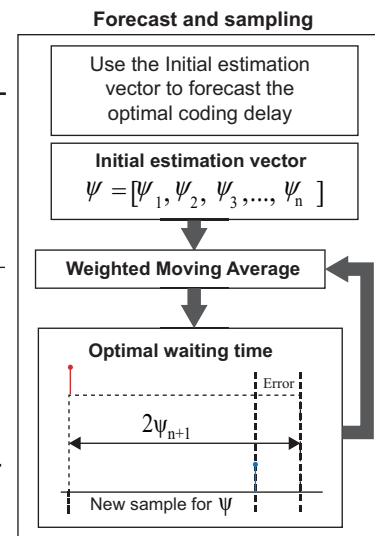 Forecast and sampling
Use the Initial estimation
vector to forecast the
optimal coding delay
Initial estimation vector
Ψ = [Ψ₁, Ψ₂, Ψ₃,..., Ψₙ ]
Weighted Moving Average
Optimal waiting time
Error
2ψₙ₊₁
New sample for ψ